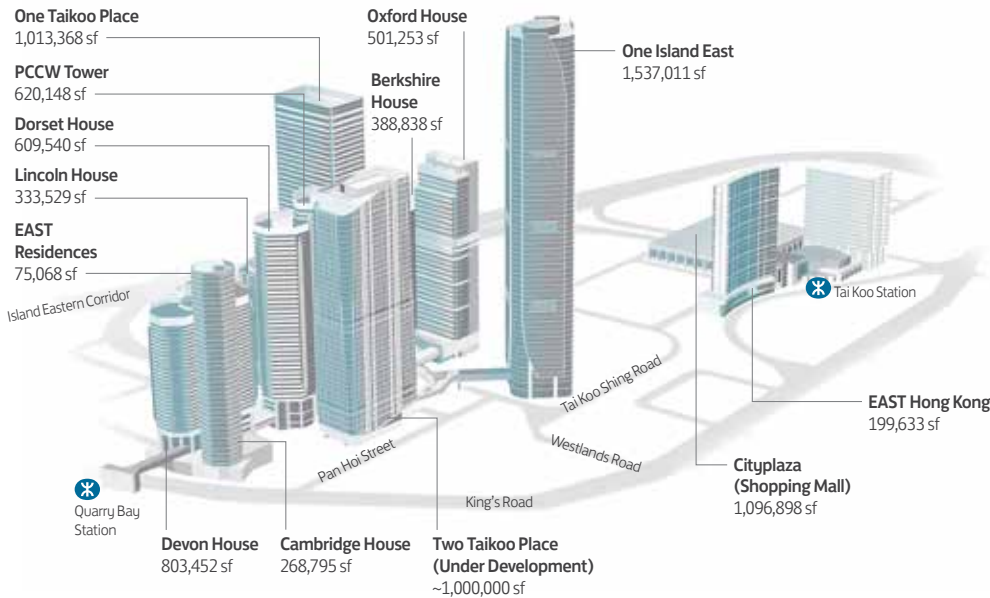 One Taikoo Place
1,013,368 sf
PCCW Tower
620,148 sf
Dorset House
609,540 sf
Lincoln House
333,529 sf
EAST
Residences
75,068 sf
Oxford House
501,253 sf
Berkshire
House
388,838 sf
One Island East
1,537,011 sf
Island Eastern Corridor
Tai Koo Station
Tai Koo Shing Road
EAST Hong Kong
199,633 sf
Westlands Road
Pan Hoi Street
Cityplaza
(Shopping Mall)
1,096,898 sf
King's Road
Quarry Bay
Station
Devon House
803,452 sf
Cambridge House
268,795 sf
Two Taikoo Place
(Under Development)
~1,000,000 sf